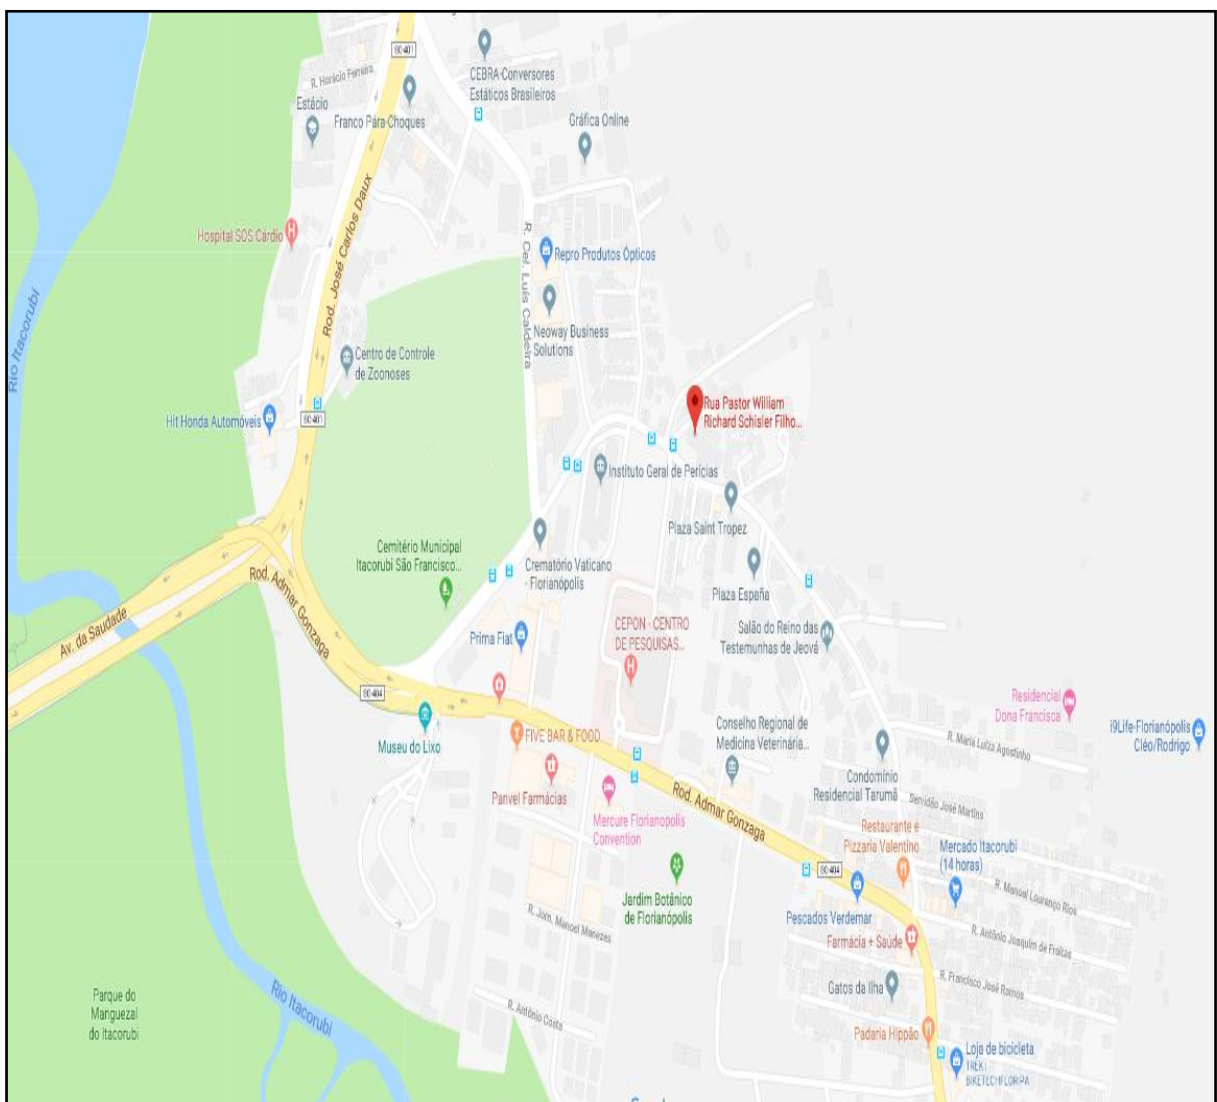 SC-401
CEBRA-Conversores
Estáticos Brasileiros
R. Horácio Ferreira
Estácio
Franco Pára-Choques
Gráfica Online
Rod. José Carlos Daux
Hospital SOS Cárdio
R. Cel. Luís Caldeira
Repro Produtos Ópticos
Rio Itacorubi
Neoway Business
Solutions
Centro de Controle
de Zoonoses
Rua Pastor William
Richard Schisler Filho...
Hit Honda Automóveis
SC-401
Instituto Geral de Perícias
Plaza Saint Tropez
Cemitério Municipal
Itacorubi São Francisco...
Crematório Vaticano
- Florianópolis
Rod. Admar Gonzaga
Plaza España
Av. da Saudade
CEPON - CENTRO
DE PESQUISAS...
Prima Fiat
Salão do Reino das
Testemunhas de Jeová
SC-404
Residencial
Dona Francisca
Museu do Lixo
FIVE BAR & FOOD
Conselho Regional de
Medicina Veterinária...
i9Life-Florianópolis
Cléo/Rodrigo
R. Maria Luiza Agostinho
Panvel Farmácias
Condomínio
Residencial Tarumã
Rod. Admar Gonzaga
Mercure Florianopolis
Convention
Servidão José Martins
Restaurante e
Pizzaria Valentino
Mercado Itacorubi
(14 horas)
SC-404
Jardim Botânico
de Florianópolis
R. Manoel Lourenço Rios
Pescados Verdemar
R. Jorn. Manoel Menezes
R. Antônio Joaquim de Freitas
Farmácia + Saúde
R. Francisco José Ramos
Gatos da Ilha
Parque do
Manguezal
do Itacorubi
Rio Itacorubi
R. Antônio Costa
Padaria Hippão
Loja de bicicleta
TREK |
BIKETECHFLORIPA